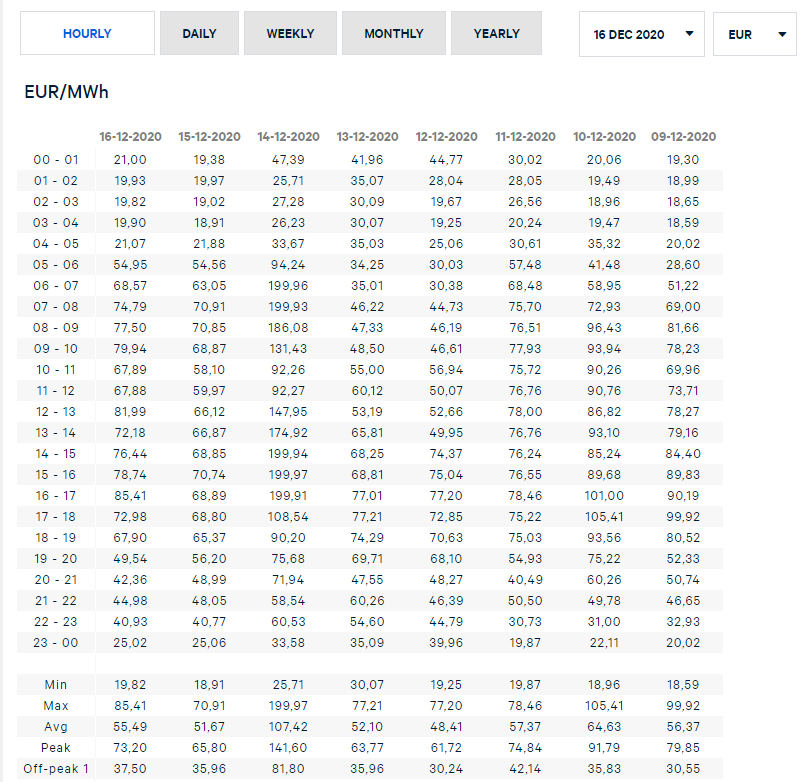 HOURLY DAILY WEEKLY MONTHLY YEARLY 16 DEC 2020 EUR
EUR/MWh
16-12-2020 15-12-2020 14-12-2020 13-12-2020 12-12-2020 11-12-2020 10-12-2020 09-12-2020
00 - 01 21,00 19,38 47,39 41,96 44,77 30,02 20,06 19,30
01 - 02 19,93 19,97 25,71 35,07 28,04 28,05 19,49 18,99
02 - 03 19,82 19,02 27,28 30,09 19,67 26,56 18,96 18,65
03 - 04 19,90 18,91 26,23 30,07 19,25 20,24 19,47 18,59
04 - 05 21,07 21,88 33,67 35,03 25,06 30,61 35,32 20,02
05 - 06 54,95 54,56 94,24 34,25 30,03 57,48 41,48 28,60
06 - 07 68,57 63,05 199,96 35,01 30,38 68,48 58,95 51,22
07 - 08 74,79 70,91 199,93 46,22 44,73 75,70 72,93 69,00
08 - 09 77,50 70,85 186,08 47,33 46,19 76,51 96,43 81,66
09 - 10 79,94 68,87 131,43 48,50 46,61 77,93 93,94 78,23
10 - 11 67,89 58,10 92,26 55,00 56,94 75,72 90,26 69,96
11 - 12 67,88 59,97 92,27 60,12 50,07 76,76 90,76 73,71
12 - 13 81,99 66,12 147,95 53,19 52,66 78,00 86,82 78,27
13 - 14 72,18 66,87 174,92 65,81 49,95 76,76 93,10 79,16
14 - 15 76,44 68,85 199,94 68,25 74,37 76,24 85,24 84,40
15 - 16 78,74 70,74 199,97 68,81 75,04 76,55 89,68 89,83
16 - 17 85,41 68,89 199,91 77,01 77,20 78,46 101,00 90,19
17 - 18 72,98 68,80 108,54 77,21 72,85 75,22 105,41 99,92
18 - 19 67,90 65,37 90,20 74,29 70,63 75,03 93,56 80,52
19 - 20 49,54 56,20 75,68 69,71 68,10 54,93 75,22 52,33
20 - 21 42,36 48,99 71,94 47,55 48,27 40,49 60,26 50,74
21 - 22 44,98 48,05 58,54 60,26 46,39 50,50 49,78 46,65
22 - 23 40,93 40,77 60,53 54,60 44,79 30,73 31,00 32,93
23 - 00 25,02 25,06 33,58 35,09 39,96 19,87 22,11 20,02
Min 19,82 18,91 25,71 30,07 19,25 19,87 18,96 18,59
Max 85,41 70,91 199,97 77,21 77,20 78,46 105,41 99,92
Avg 55,49 51,67 107,42 52,10 48,41 57,37 64,63 56,37
Peak 73,20 65,80 141,60 63,77 61,72 74,84 91,79 79,85
Off-peak 1 37,50 35,96 81,80 35,96 30,24 42,14 35,83 30,55